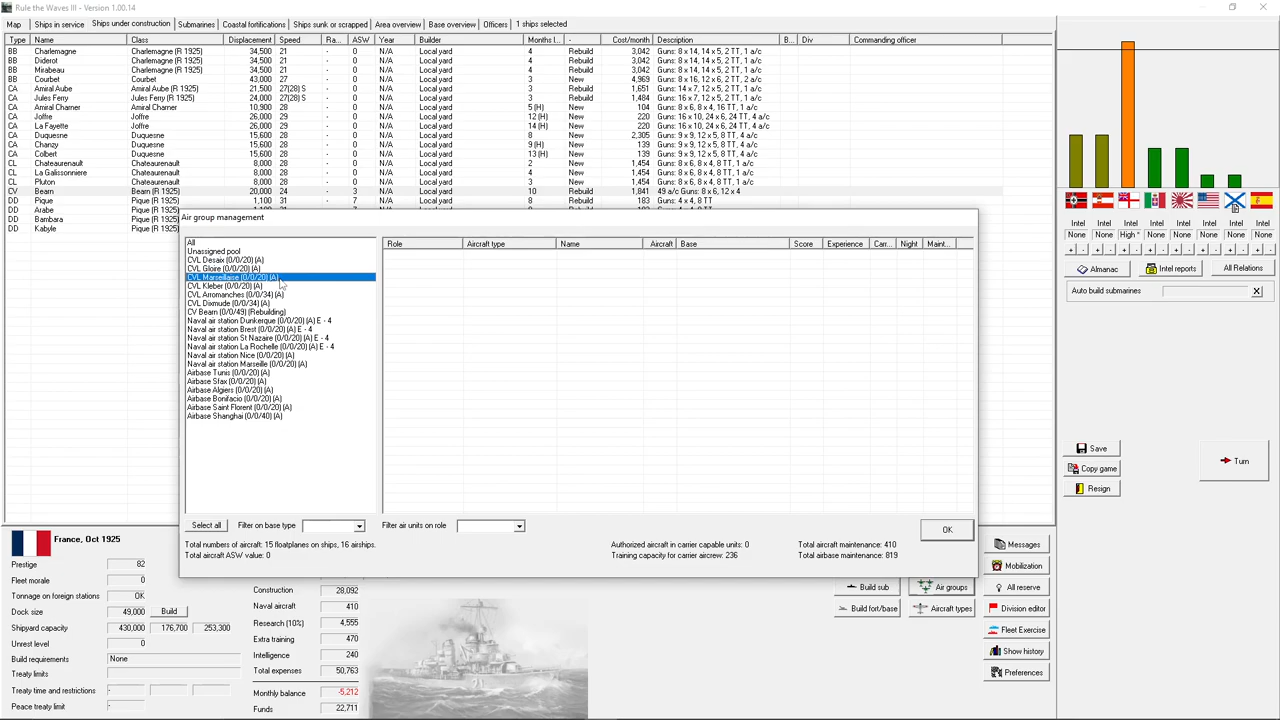 Rule the Waves III - Version 1.00.14
Map Ships in service Ships under construction Submarines Coastal fortifications Ships sunk or scrapped Area overview Base overview Officers 1 ships selected
Type Name Class Displacement Speed Ra... ASW Year Builder Months l... - Cost/month Description B... Div Commanding officer
BB Charlemagne Charlemagne (R 1925) 34,500 21 - 0 N/A Local yard 4 Rebuild 3,042 Guns: 8 x 14, 14 x 5, 2 TT, 1 a/c
BB Diderot Charlemagne (R 1925) 34,500 21 - 0 N/A Local yard 4 Rebuild 3,042 Guns: 8 x 14, 14 x 5, 2 TT, 1 a/c
BB Mirabeau Charlemagne (R 1925) 34,500 21 - 0 N/A Local yard 4 Rebuild 3,042 Guns: 8 x 14, 14 x 5, 2 TT, 1 a/c
BB Courbet Courbet 43,000 27 - 0 N/A Local yard 3 New 4,969 Guns: 8 x 16, 12 x 6, 2 TT, 2 a/c
CA Amiral Aube Amiral Aube (R 1925) 21,500 27(28) S - 0 N/A Local yard 3 Rebuild 1,651 Guns: 14 x 7, 12 x 5, 2 TT, 2 a/c
CA Jules Ferry Jules Ferry (R 1925) 24,000 27(28) S - 0 N/A Local yard 3 Rebuild 1,484 Guns: 16 x 7, 12 x 5, 2 TT, 2 a/c
CA Amiral Charner Amiral Charner 10,900 28 - 0 N/A Local yard 5 (H) New 104 Guns: 8 x 6, 8 x 4, 16 TT, 1 a/c
CA Joffre Joffre 26,000 29 - 0 N/A Local yard 12 (H) New 220 Guns: 16 x 10, 24 x 6, 24 TT, 4 a/c
CA La Fayette Joffre 26,000 29 - 0 N/A Local yard 14 (H) New 220 Guns: 16 x 10, 24 x 6, 24 TT, 4 a/c
CA Duquesne Duquesne 15,600 28 - 0 N/A Local yard 8 New 2,305 Guns: 9 x 9, 12 x 5, 8 TT, 2 a/c
CA Chanzy Duquesne 15,600 28 - 0 N/A Local yard 9 (H) New 139 Guns: 9 x 9, 12 x 5, 8 TT, 2 a/c
CA Colbert Duquesne 15,600 28 - 0 N/A Local yard 13 (H) New 139 Guns: 9 x 9, 12 x 5, 8 TT, 2 a/c
CL Chateaurenault Chateaurenault 8,000 28 - 0 N/A Local yard 2 New 1,454 Guns: 8 x 6, 8 x 4, 8 TT, 1 a/c
CL La Galissonniere Chateaurenault 8,000 28 - 0 N/A Local yard 4 New 1,454 Guns: 8 x 6, 8 x 4, 8 TT, 1 a/c
CL Pluton Chateaurenault 8,000 28 - 0 N/A Local yard 4 New 1,454 Guns: 8 x 6, 8 x 4, 8 TT, 1 a/c
CV Bearn Bearn (R 1925) 20,000 24 - 3 N/A Local yard 10 Rebuild 1,841 49 a/c Guns: 8 x 6, 12 x 4
DD Pique Pique (R 1925) 1,100 31 - 7 N/A Local yard 8 Rebuild 98 Guns: 4 x 4, 8 TT
DD Arabe Pique (R 1925)
DD Bambara Pique (R 1925)
DD Kabyle Pique (R 1925)
Air group management
All
Unassigned pool
CVL Desaix (0/0/20) (A)
CVL Gloire (0/0/20) (A)
CVL Marseillaise (0/0/20) (A)
CVL Kleber (0/0/20) (A)
CVL Arromanches (0/0/34) (A)
CVL Dixmude (0/0/34) (A)
CV Bearn (0/0/49) (Rebuilding)
Naval air station Dunkerque (0/0/20) (A) E - 4
Naval air station Brest (0/0/20) (A) E - 4
Naval air station St Nazaire (0/0/20) (A) E - 4
Naval air station La Rochelle (0/0/20) (A) E - 4
Naval air station Nice (0/0/20) (A)
Naval air station Marseille (0/0/20) (A)
Airbase Tunis (0/0/20) (A)
Airbase Sfax (0/0/20) (A)
Airbase Algiers (0/0/20) (A)
Airbase Bonifacio (0/0/20) (A)
Airbase Saint Florent (0/0/20) (A)
Airbase Shanghai (0/0/40) (A)
Role Aircraft type Name Aircraft Base Score Experience Carr... Night Maint...
Select all Filter on base type Filter air units on role OK
Total numbers of aircraft: 15 floatplanes on ships, 16 airships.
Total aircraft ASW value: 0
Authorized aircraft in carrier capable units: 0
Training capacity for carrier aircrew: 236
Total aircraft maintenance: 410
Total airbase maintenance: 819
Intel Intel Intel Intel Intel Intel Intel Intel
None None High * None None None None None
+ - + - + - + - + - + - + - + -
Almanac Intel reports All Relations
Auto build submarines X
Save
Copy game
Resign
Turn
France, Oct 1925
Prestige 82
Fleet morale 0
Tonnage on foreign stations OK
Dock size 49,000 Build
Shipyard capacity 430,000 176,700 253,300
Unrest level 0
Build requirements None
Treaty limits
Treaty time and restrictions -
Peace treaty limit -
Construction 28,092
Naval aircraft 410
Research (10%) 4,555
Extra training 470
Intelligence 240
Total expenses 50,763
Monthly balance -5,212
Funds 22,711
Build sub Air groups
Build fort/base Aircraft types
Messages
Mobilization
All reserve
Division editor
Fleet Exercise
Show history
Preferences